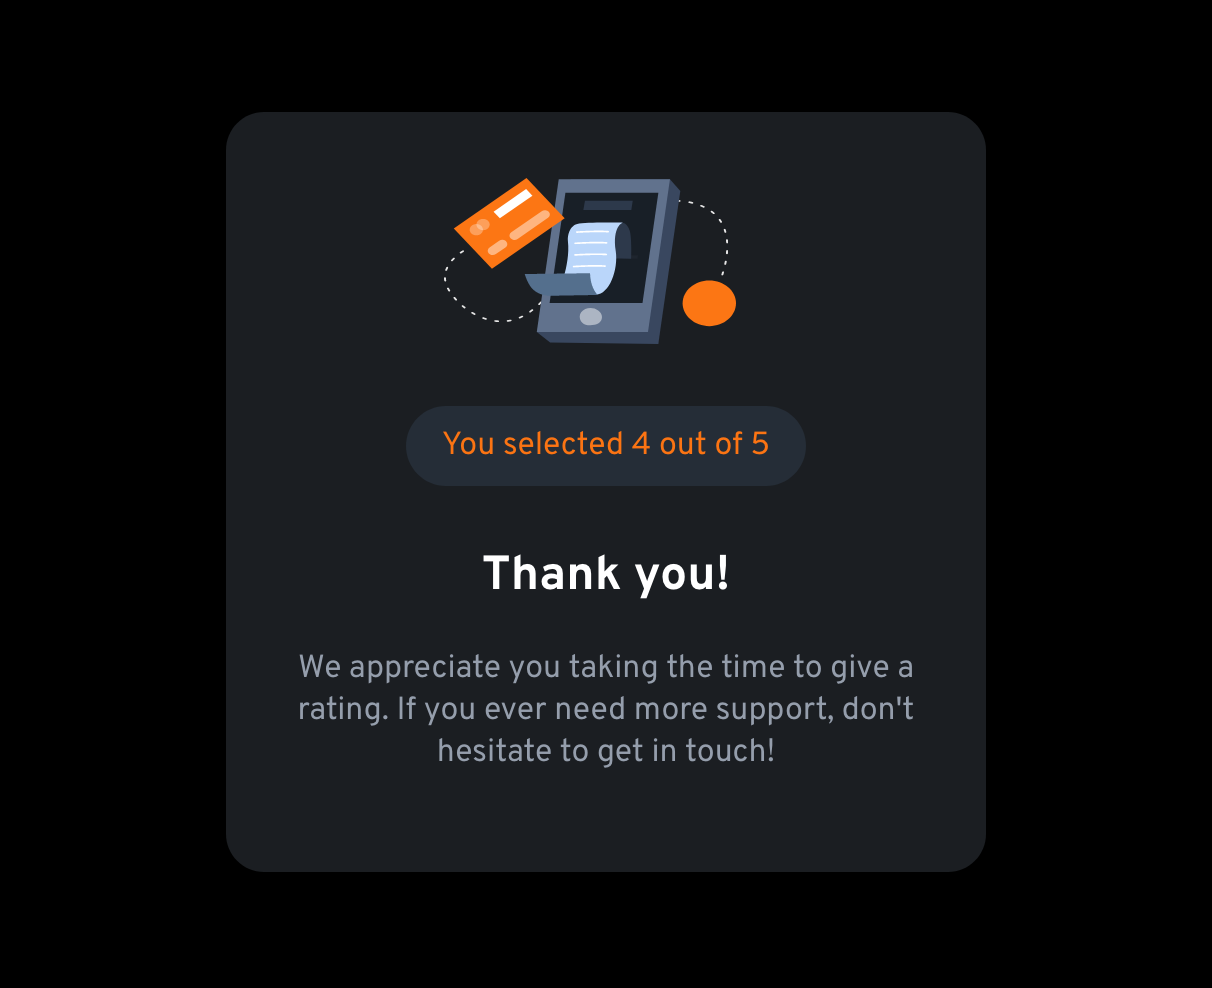 You selected 4 out of 5
Thank you!
We appreciate you taking the time to give a
rating. If you ever need more support, don't
hesitate to get in touch!